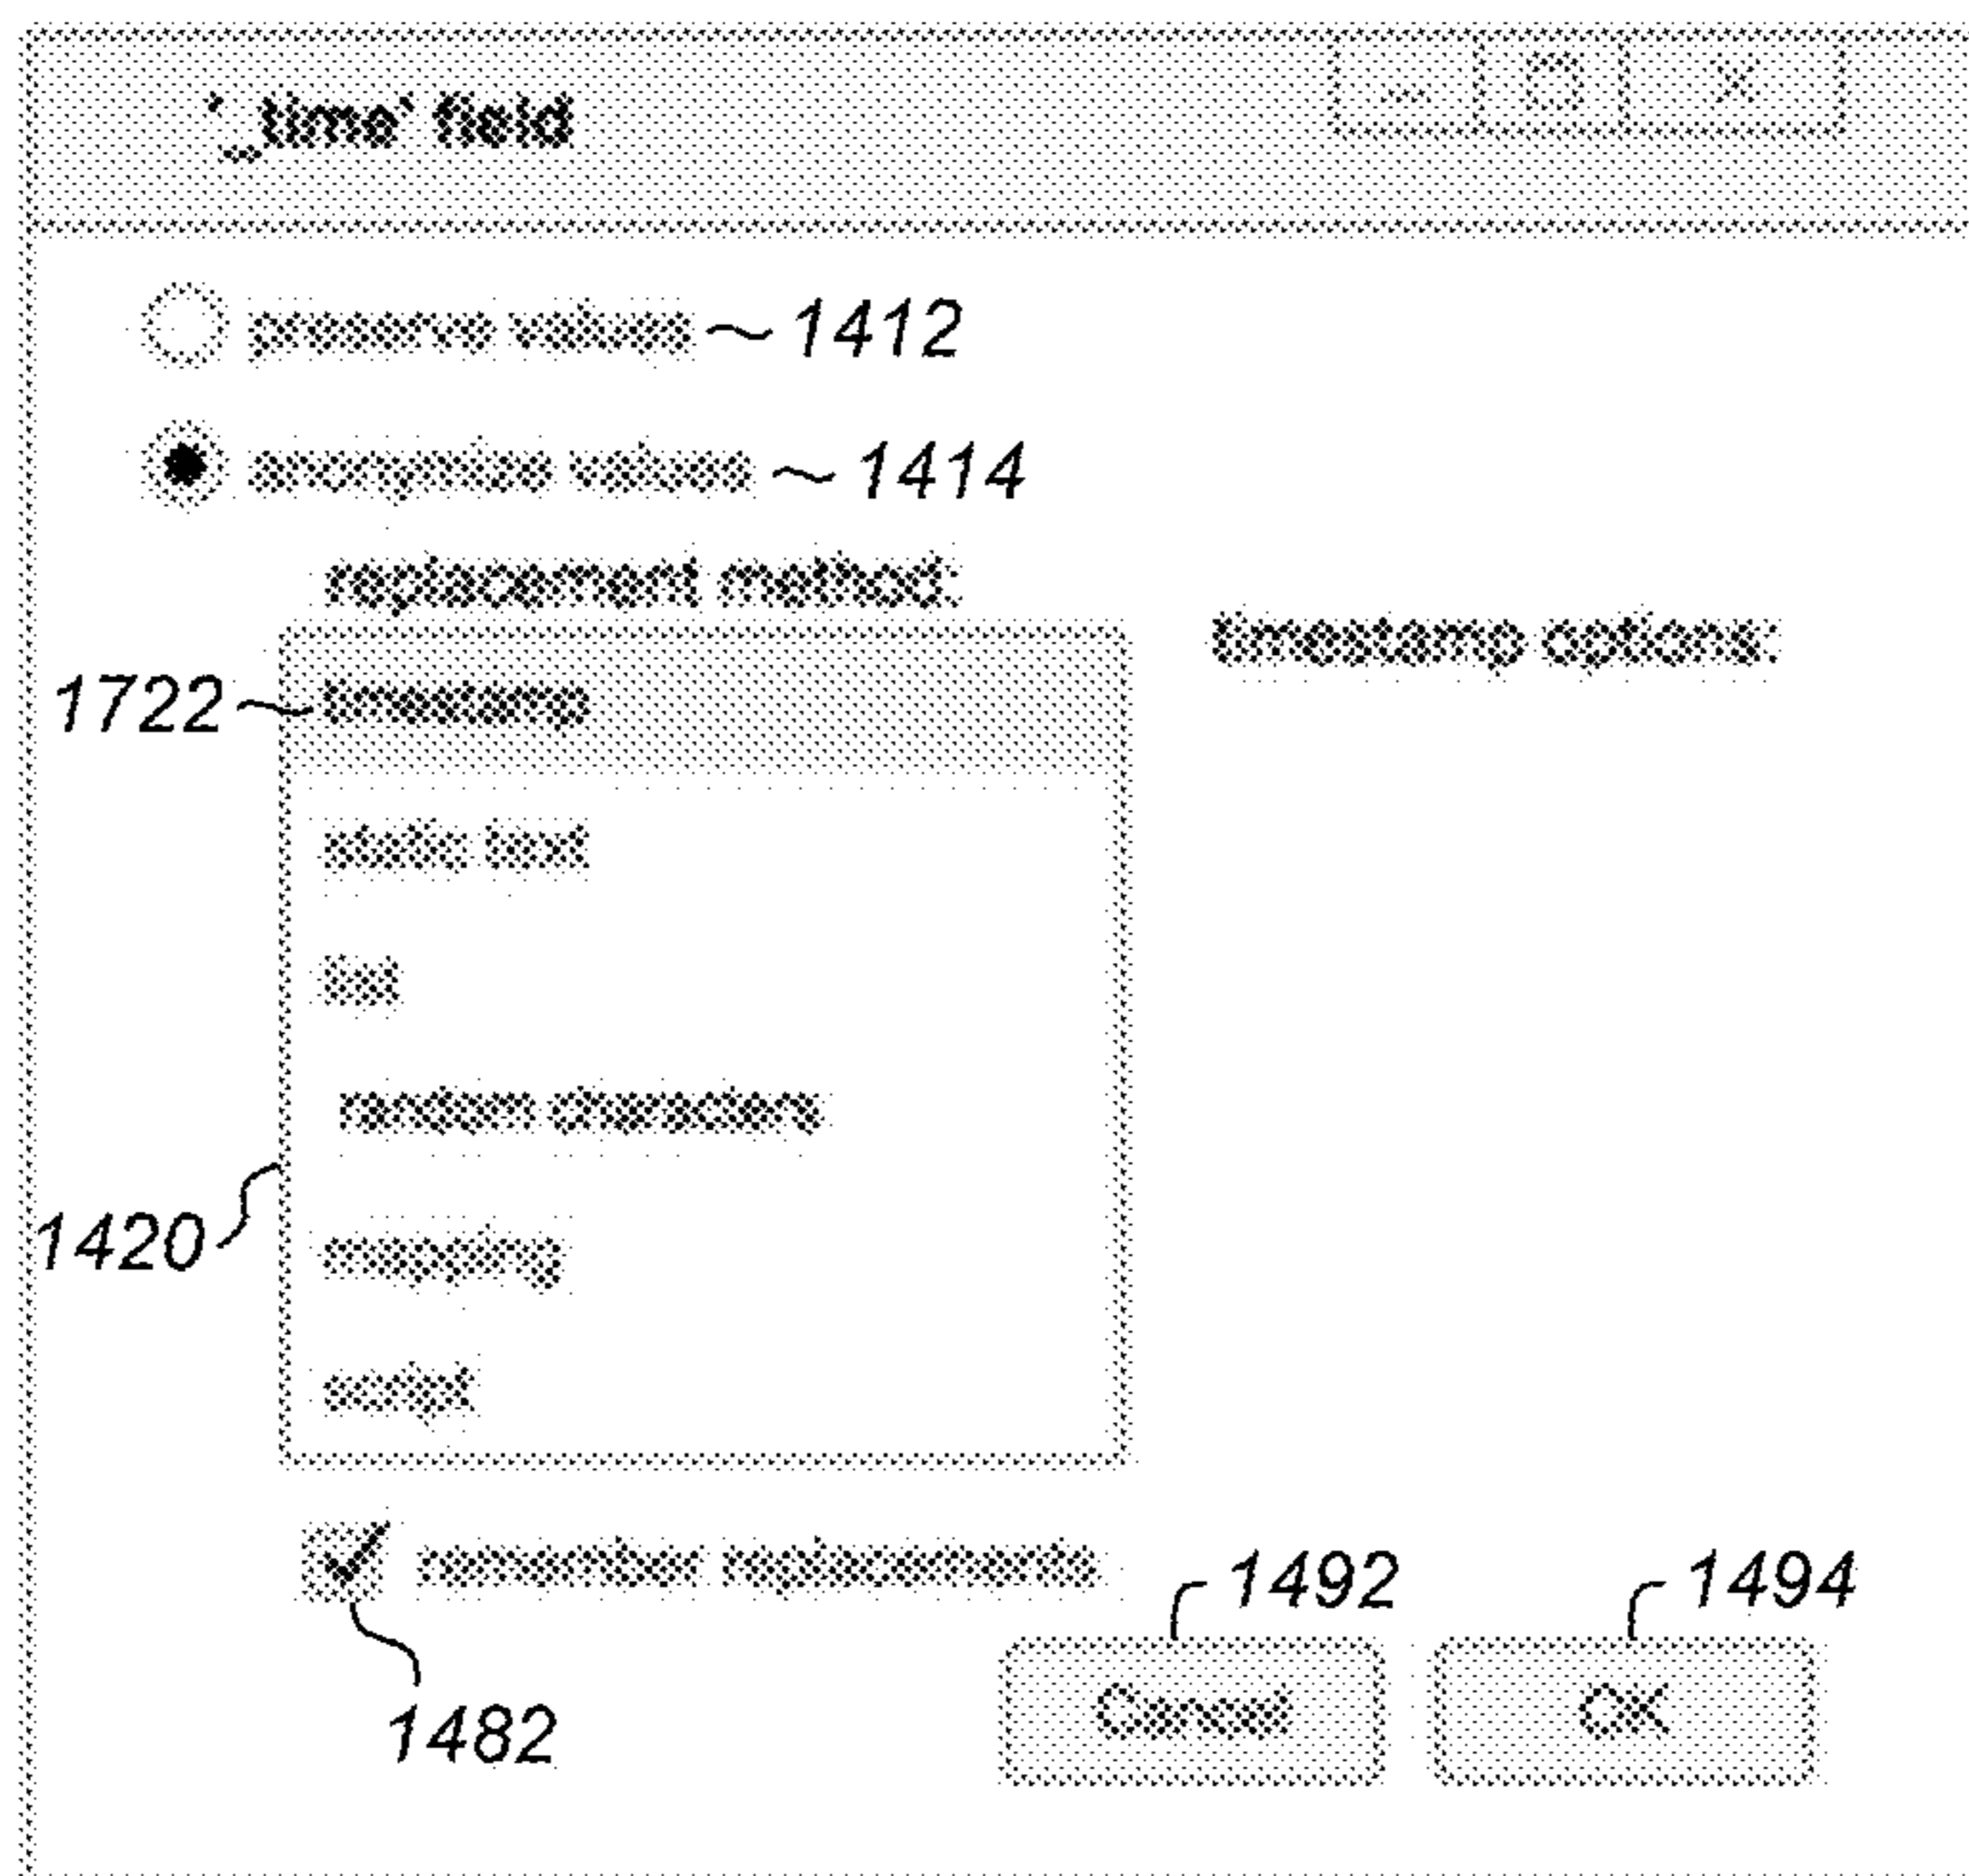 '_time' field
preserve values 1412
anonymize values 1414
replacement method:
timestamp options:
1722 timestamp
static text
list
random characters
1420
mapping
script
remember replacements
1492 1494
Cancel OK
1482